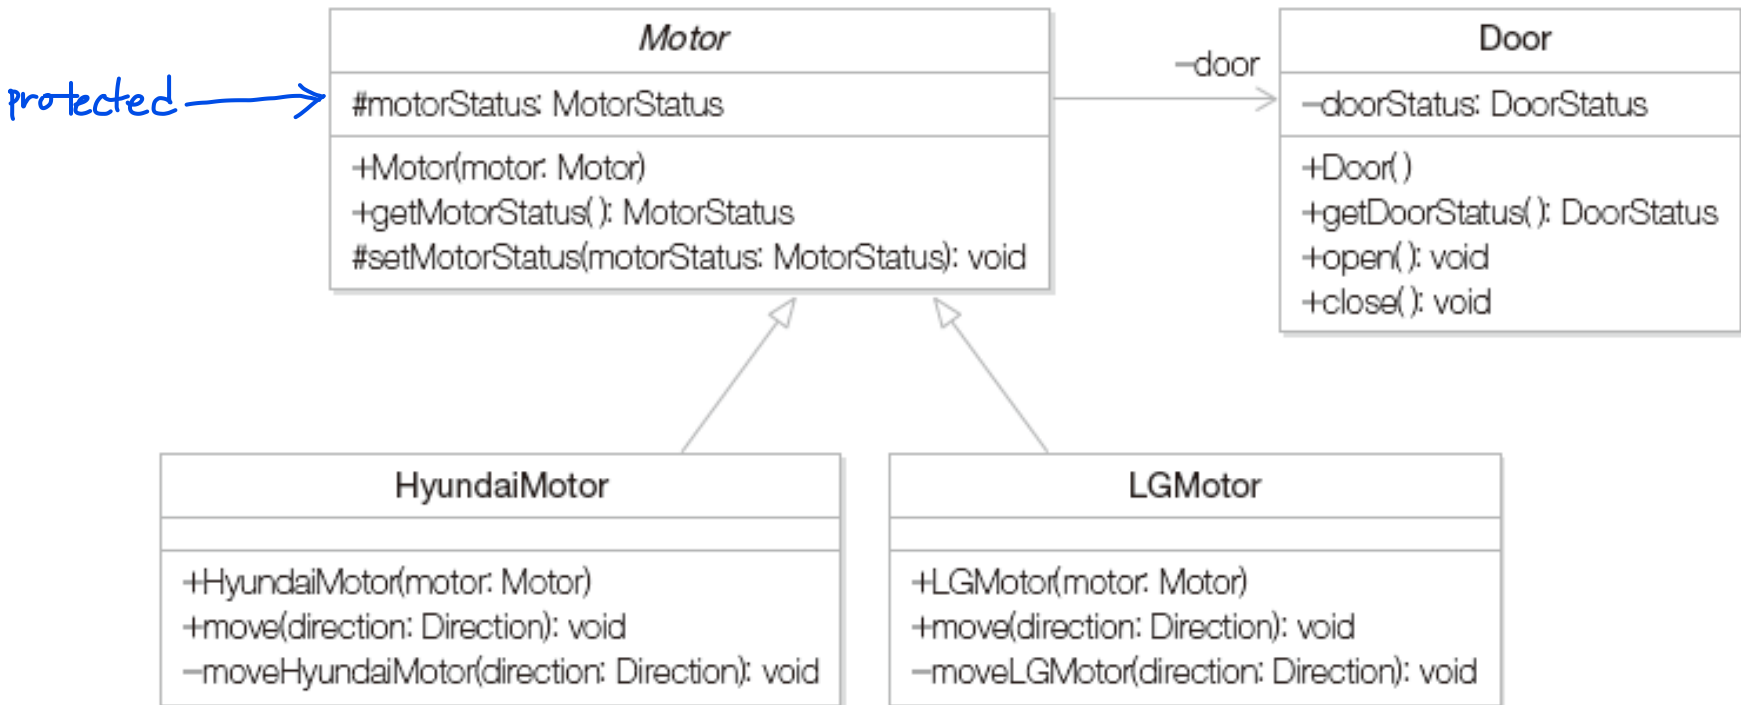 Motor
protected
#motorStatus: MotorStatus
+Motor(motor: Motor)
+getMotorStatus( ): MotorStatus
#setMotorStatus(motorStatus: MotorStatus): void
-door
Door
-doorStatus: DoorStatus
+Door( )
+getDoorStatus( ): DoorStatus
+open( ): void
+close( ): void
HyundaiMotor
+HyundaiMotor(motor: Motor)
+move(direction: Direction): void
-moveHyundaiMotor(direction: Direction): void
LGMotor
+LGMotor(motor: Motor)
+move(direction: Direction): void
-moveLGMotor(direction: Direction): void